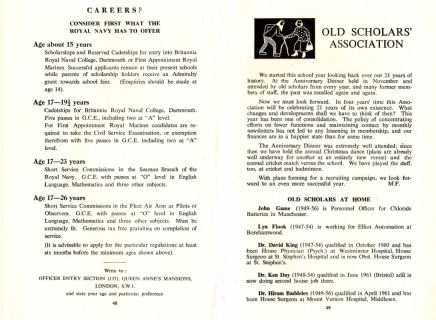 CAREERS?
CONSIDER FIRST WHAT THE
ROYAL NAVY HAS TO OFFER
Age about 15 years
Scholarships and Reserved Cadetships for entry into Britannia
Royal Naval College, Dartmouth or First Appointment Royal
Marines. Successful applicants remain at their present schools
while parents of scholarship holders receive an Admiralty
grant towards school fees. (Enquiries should be made at
age 14).
Age 17—19½ years
Cadetships for Britannia Royal Naval College, Dartmouth.
Five passes in G.C.E., including two at "A" level.
For First Appointment Royal Marines candidates are re-
quired to take the Civil Service Examination, or exemption
therefrom with five passes in G.C.E. including two at "A"
level.
Age 17—23 years
Short Service Commissions in the Seaman Branch of the
Royal Navy. G.C.E. with passes at "O" level in English
Language, Mathematics and three other subjects.
Age 17—26 years
Short Service Commissions in the Fleet Air Arm as Pilots or
Observers. G.C.E. with passes at "O" level in English
Language, Mathematics and three other subjects. Must be
extremely fit. Generous tax free gratuities on completion of
service.
(It is advisable to apply for the particular regulations at least
six months before the minimum ages shown above).
Write to :
OFFICER ENTRY SECTION (133), QUEEN ANNE'S MANSIONS,
LONDON, S.W.1.
and state your age and particular preference
48
OLD SCHOLARS'
ASSOCIATION
We started this school year looking back over our 21 years of
history. At the Anniversary Dinner held in November and
attended by old scholars from every year, and many former mem-
bers of staff, the past was recalled again and again.
Now we must look forward. In four years' time this Asso-
ciation will be celebrating 21 years of its own existence. What
changes and developments shall we have to think of then? This
year has been one of consolidation. The policy of concentrating
efforts on fewer functions and maintaining contact by monthly
newsletters has not led to any lessening in membership, and our
finances are in a happier state than for some time.
The Anniversary Dinner was extremely well attended; since
then we have held the annual Christmas dance (plans are already
well underway for another at an entirely new venue) and the
annual cricket match versus the school. We have played the staff,
too, at cricket and badminton.
With plans forming for a recruiting campaign, we look for-
ward to an even more successful year. M.F.
OLD SCHOLARS AT HOME
John Game (1949-56) is Personnel Officer for Chloride
Batteries in Manchester.
Lyn Flook (1947-54) is working for Elliot Automation at
Borehamwood.
Dr. David King (1947-54) qualified in October 1960 and has been
House Physician (Psych) at Westminster Hospital, House
Surgeon at St. Stephen's Hospital and is now Obst. House Surgeon
at St. Stephen's.
Dr. Ken Day (1948-54) qualified in June 1961 (Bristol) and is
now doing second house job there.
Dr. Hiram Baddeley (1949-56) qualified in April 1961 and has
been House Surgeon at Mount Vernon Hospital, Middlesex.
49